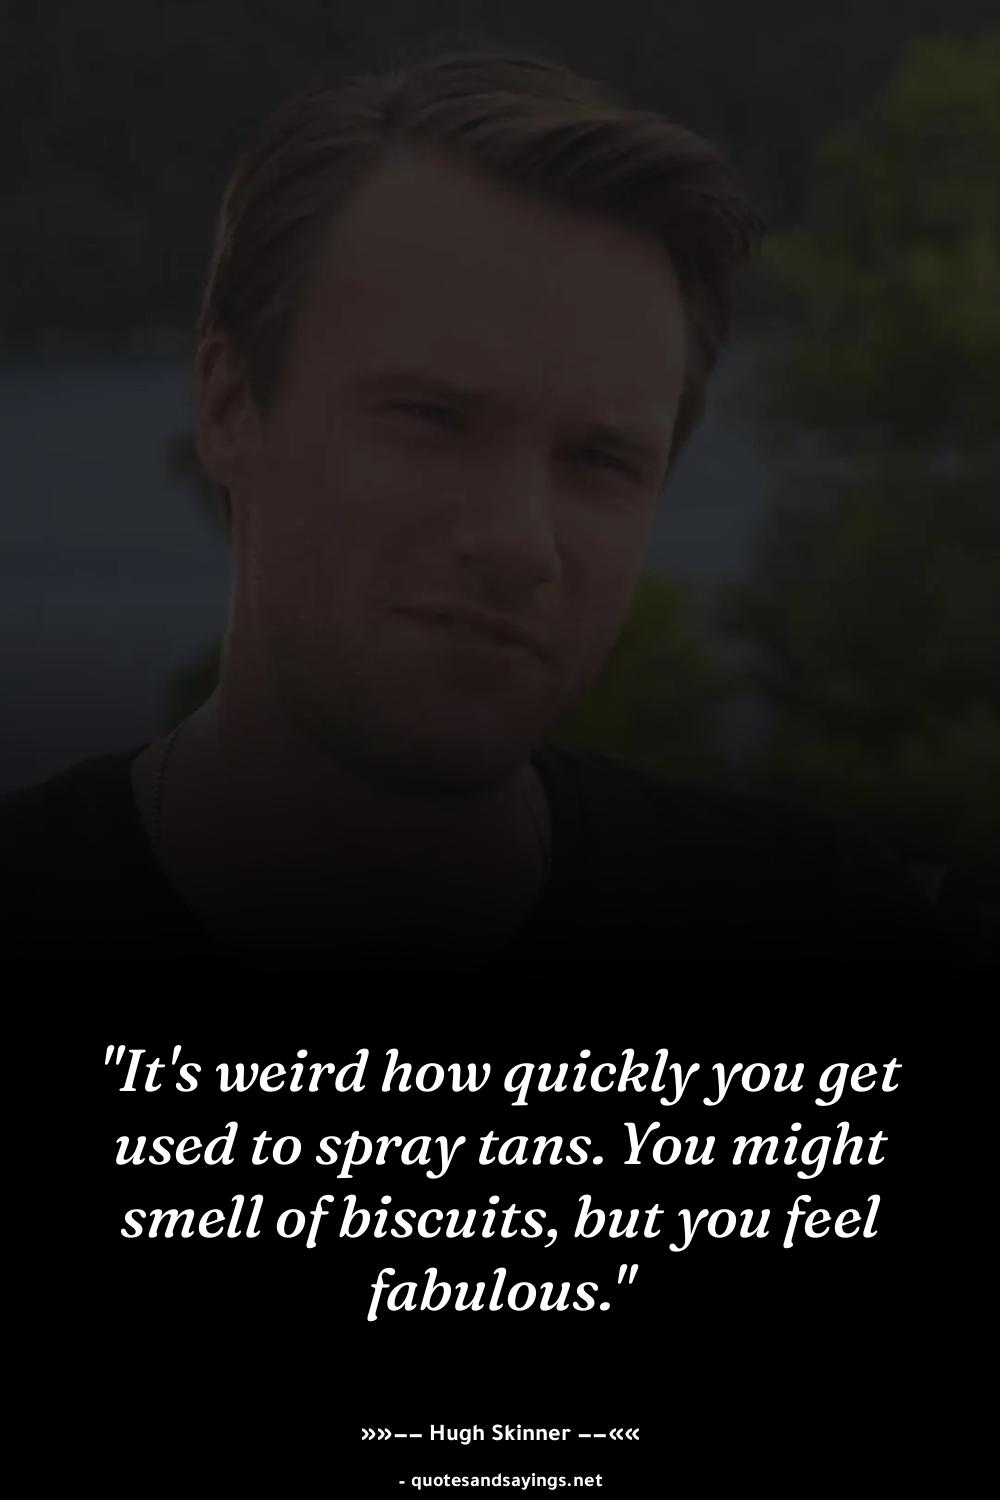 "It's weird how quickly you get
used to spray tans. You might
smell of biscuits, but you feel
fabulous."
»»−− Hugh Skinner −−««
- quotesandsayings.net